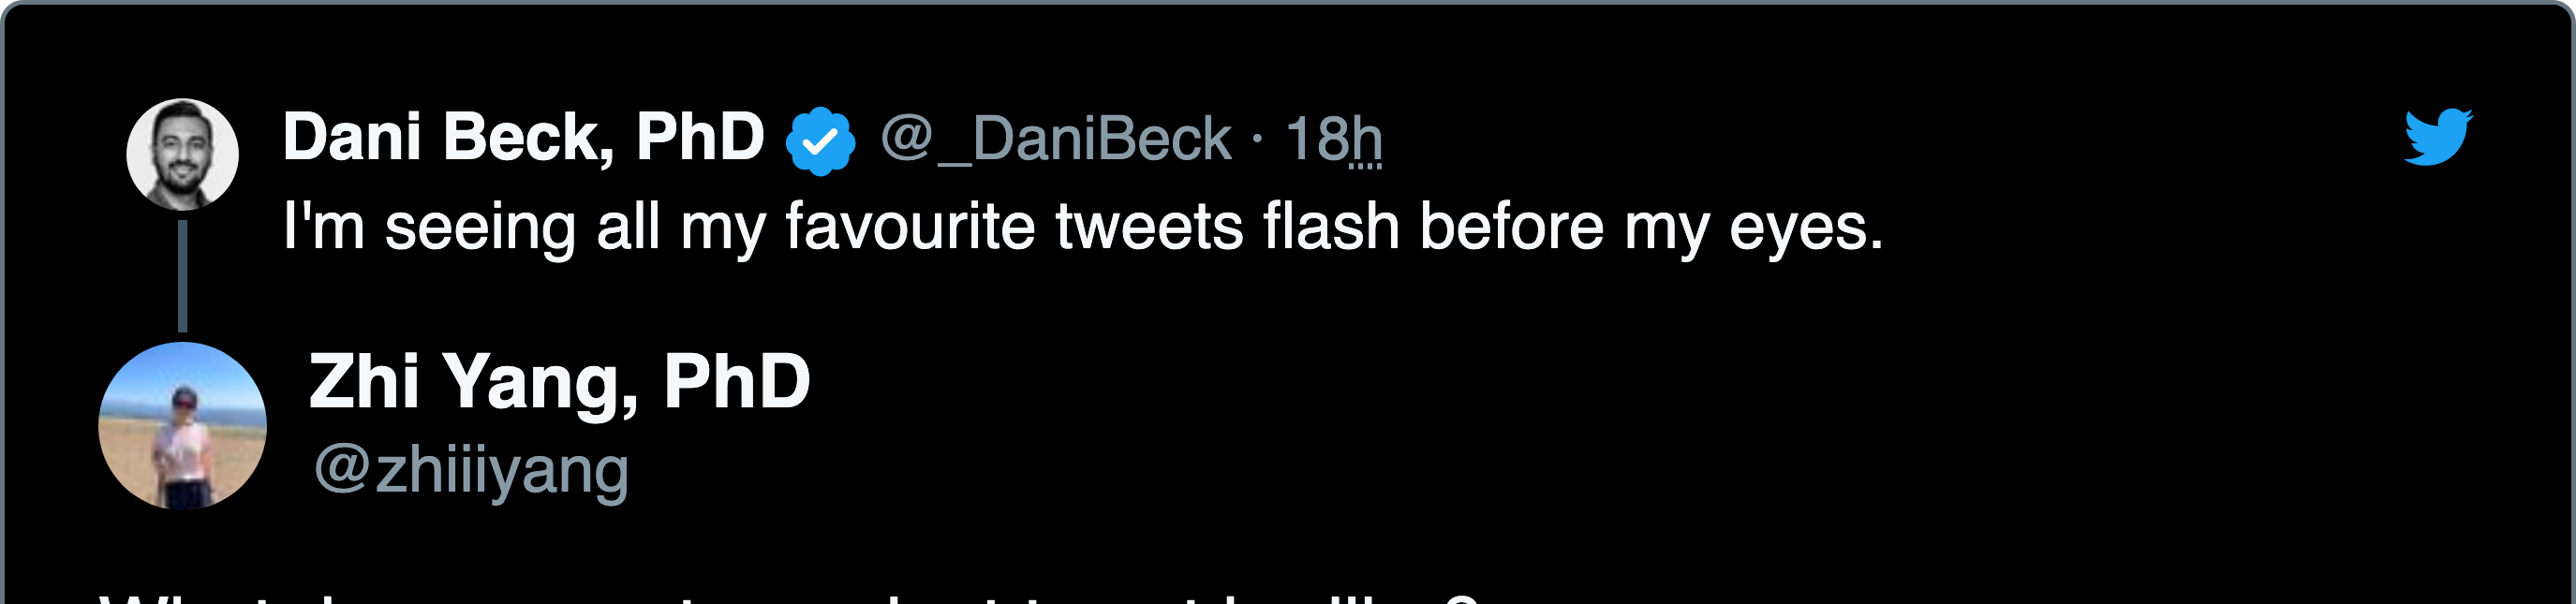 Dani Beck, PhD @_DaniBeck · 18h
I'm seeing all my favourite tweets flash before my eyes.
Zhi Yang, PhD
@zhiiiyang